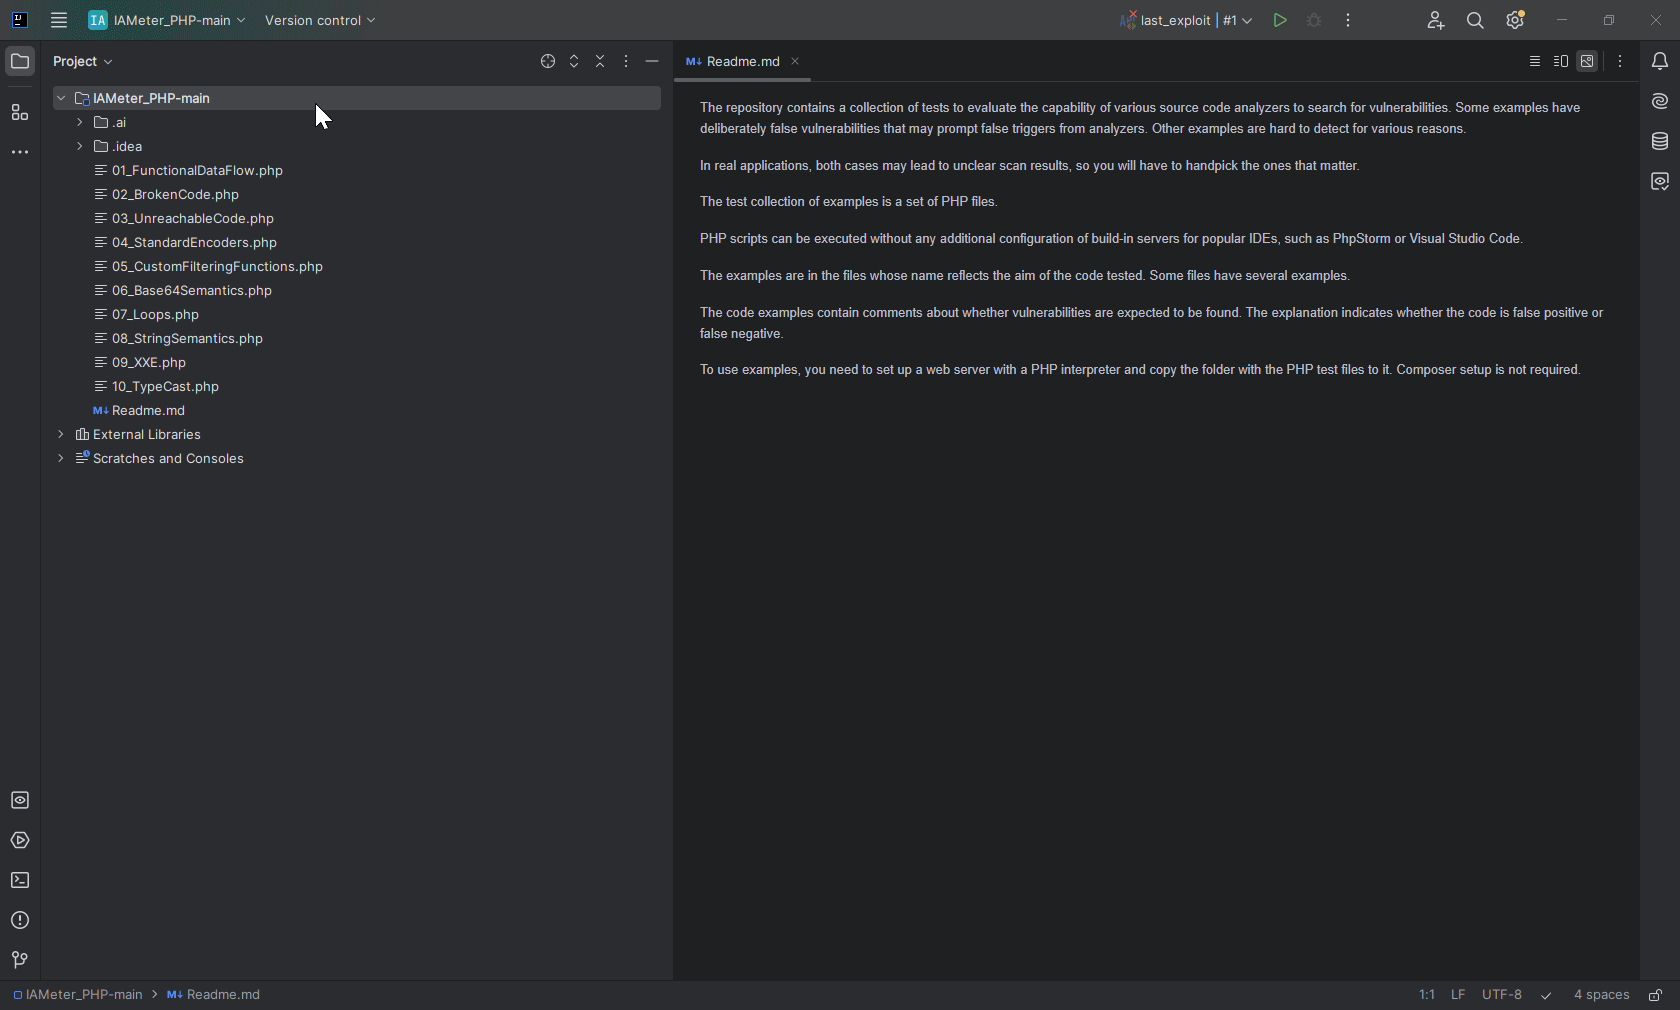 IA IAMeter_PHP-main Version control last_exploit | #1
Project
Readme.md
IAMeter_PHP-main
.ai
.idea
01_FunctionalDataFlow.php
02_BrokenCode.php
03_UnreachableCode.php
04_StandardEncoders.php
05_CustomFilteringFunctions.php
06_Base64Semantics.php
07_Loops.php
08_StringSemantics.php
09_XXE.php
10_TypeCast.php
Readme.md
External Libraries
Scratches and Consoles
The repository contains a collection of tests to evaluate the capability of various source code analyzers to search for vulnerabilities. Some examples have
deliberately false vulnerabilities that may prompt false triggers from analyzers. Other examples are hard to detect for various reasons.
In real applications, both cases may lead to unclear scan results, so you will have to handpick the ones that matter.
The test collection of examples is a set of PHP files.
PHP scripts can be executed without any additional configuration of build-in servers for popular IDEs, such as PhpStorm or Visual Studio Code.
The examples are in the files whose name reflects the aim of the code tested. Some files have several examples.
The code examples contain comments about whether vulnerabilities are expected to be found. The explanation indicates whether the code is false positive or
false negative.
To use examples, you need to set up a web server with a PHP interpreter and copy the folder with the PHP test files to it. Composer setup is not required.
IAMeter_PHP-main > M↓ Readme.md 1:1 LF UTF-8 4 spaces